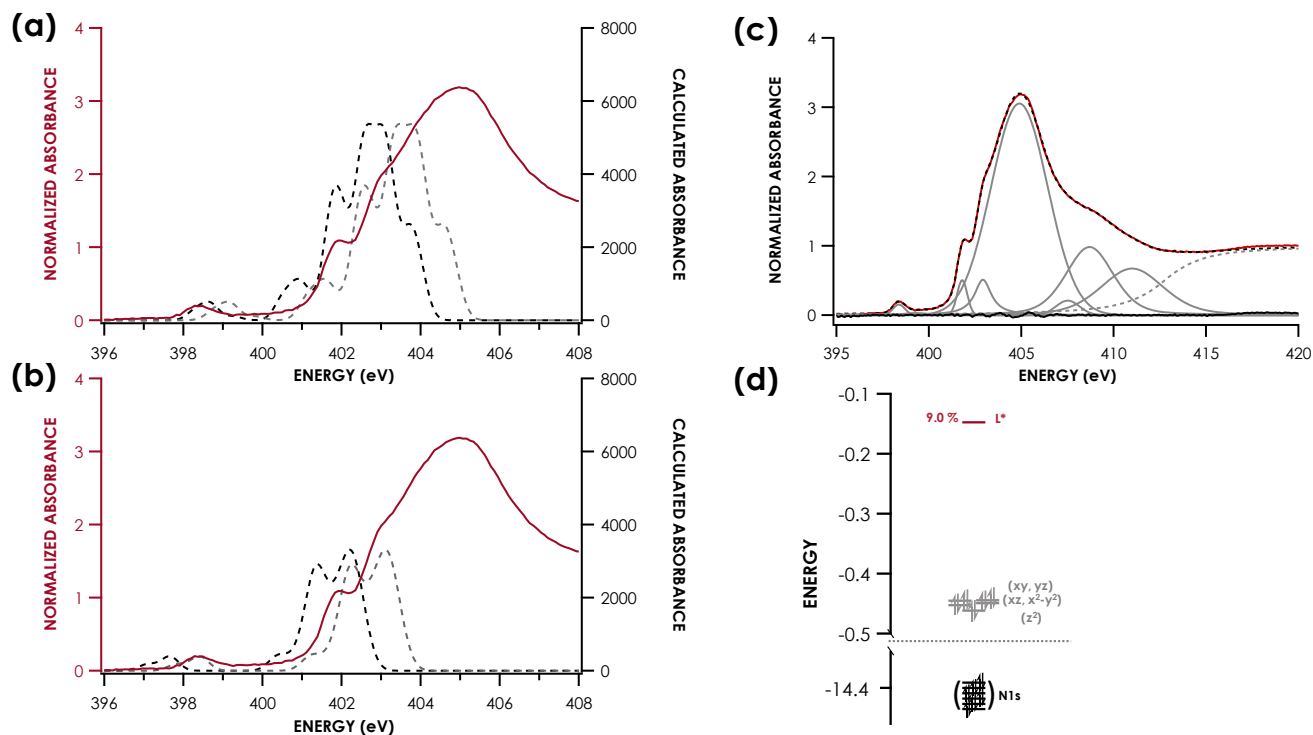 (a)
4
3
2
1
0
NORMALIZED ABSORBANCE
8000
6000
4000
2000
0
CALCULATED ABSORBANCE
396 398 400 402 404 406 408
ENERGY (eV)
(b)
4
3
2
1
0
NORMALIZED ABSORBANCE
8000
6000
4000
2000
0
CALCULATED ABSORBANCE
396 398 400 402 404 406 408
ENERGY (eV)
(c)
4
3
2
1
0
NORMALIZED ABSORBANCE
395 400 405 410 415 420
ENERGY (eV)
(d)
-0.1
-0.2
-0.3
-0.4
-0.5
-14.4
ENERGY
9.0 % L*
(xy, yz)
(xz, x²-y²)
(z²)
( ) N1s